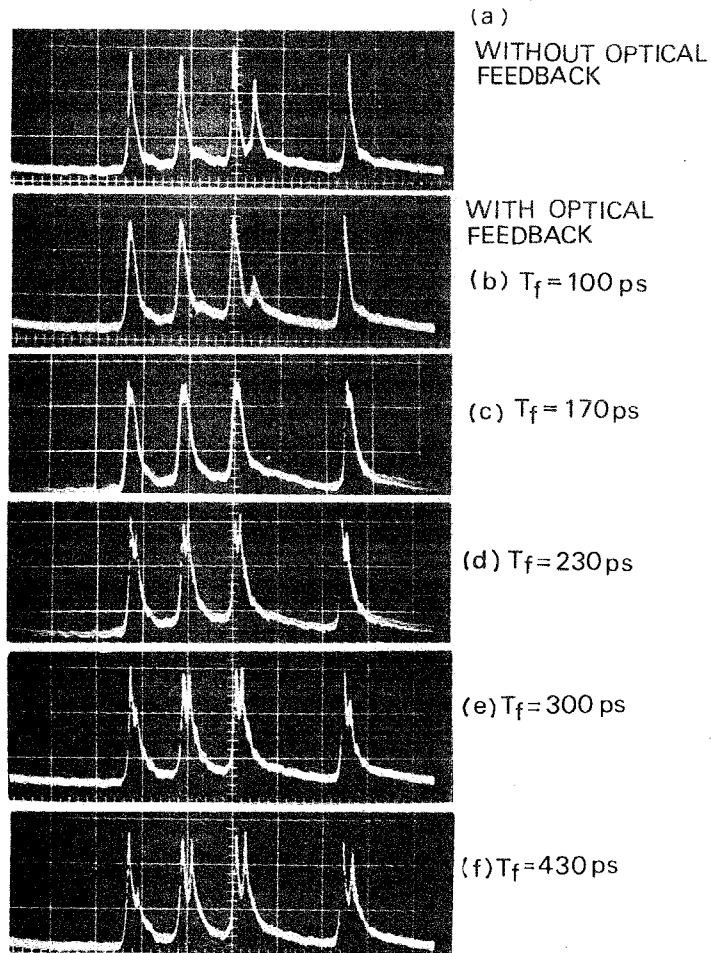 (a)
WITHOUT OPTICAL
FEEDBACK
WITH OPTICAL
FEEDBACK
(b) Tf = 100 ps
(c) Tf = 170 ps
(d) Tf = 230 ps
(e) Tf = 300 ps
(f) Tf = 430 ps